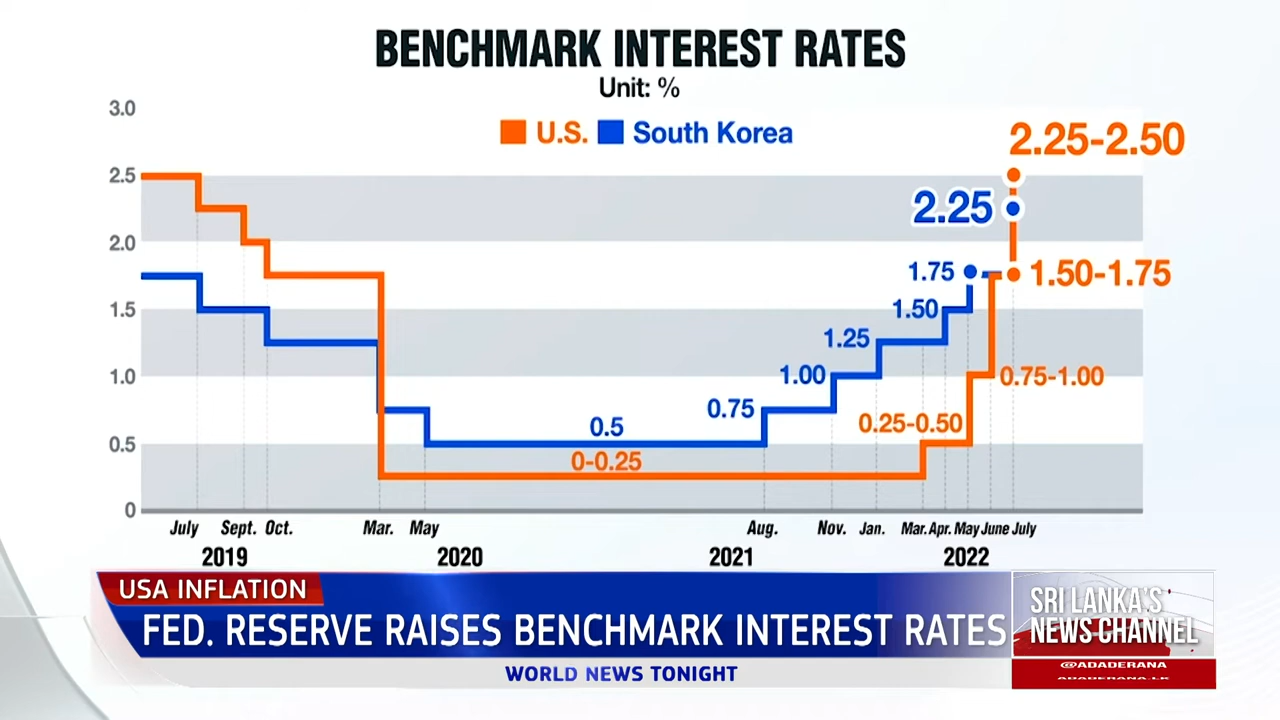 BENCHMARK INTEREST RATES
Unit: %
3.0
U.S. South Korea
2.25-2.50
2.5
2.25
2.0
1.75
1.50-1.75
1.5
1.50
1.25
1.0
1.00
0.75-1.00
0.75
0.25-0.50
0.5
0.5
0-0.25
0
July Sept. Oct. Mar. May Aug. Nov. Jan. Mar. Apr. May June July
2019 2020 2021 2022
USA INFLATION
FED. RESERVE RAISES BENCHMARK INTEREST RATES
WORLD NEWS TONIGHT
SRI LANKA'S
NEWS CHANNEL
@ADADERANA
ADADERANA.LK